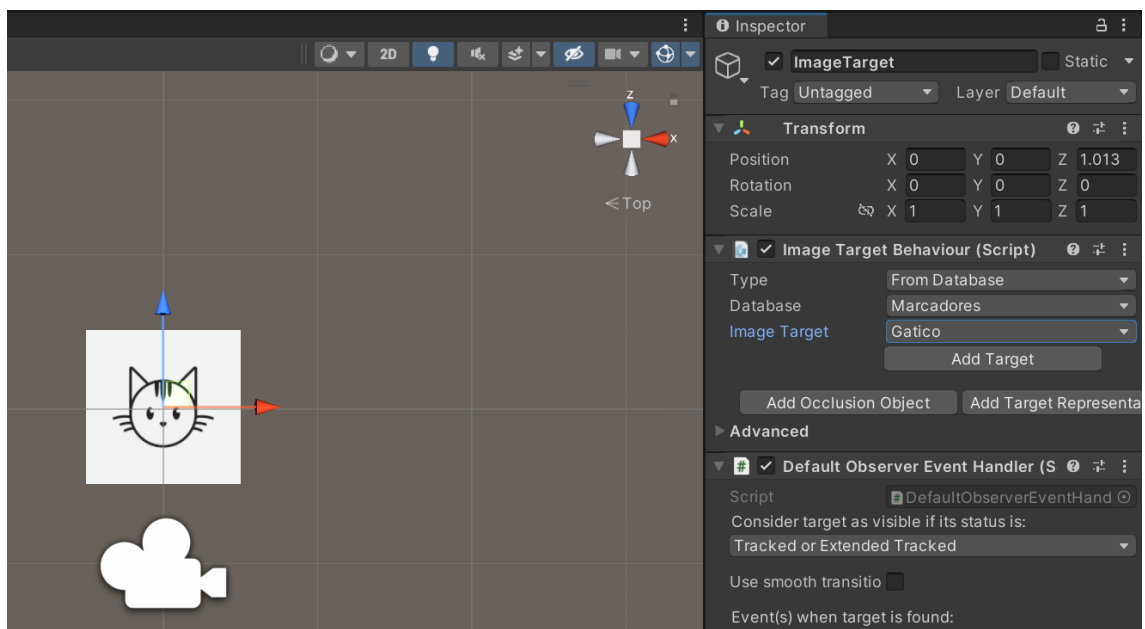 Inspector
2D
ImageTarget Static
Tag Untagged Layer Default
z
x
Top
Transform
Position X 0 Y 0 Z 1.013
Rotation X 0 Y 0 Z 0
Scale X 1 Y 1 Z 1
Image Target Behaviour (Script)
Type From Database
Database Marcadores
Image Target Gatico
Add Target
Add Occlusion Object Add Target Representa
Advanced
# Default Observer Event Handler (S
Script # DefaultObserverEventHand
Consider target as visible if its status is:
Tracked or Extended Tracked
Use smooth transitio
Event(s) when target is found: